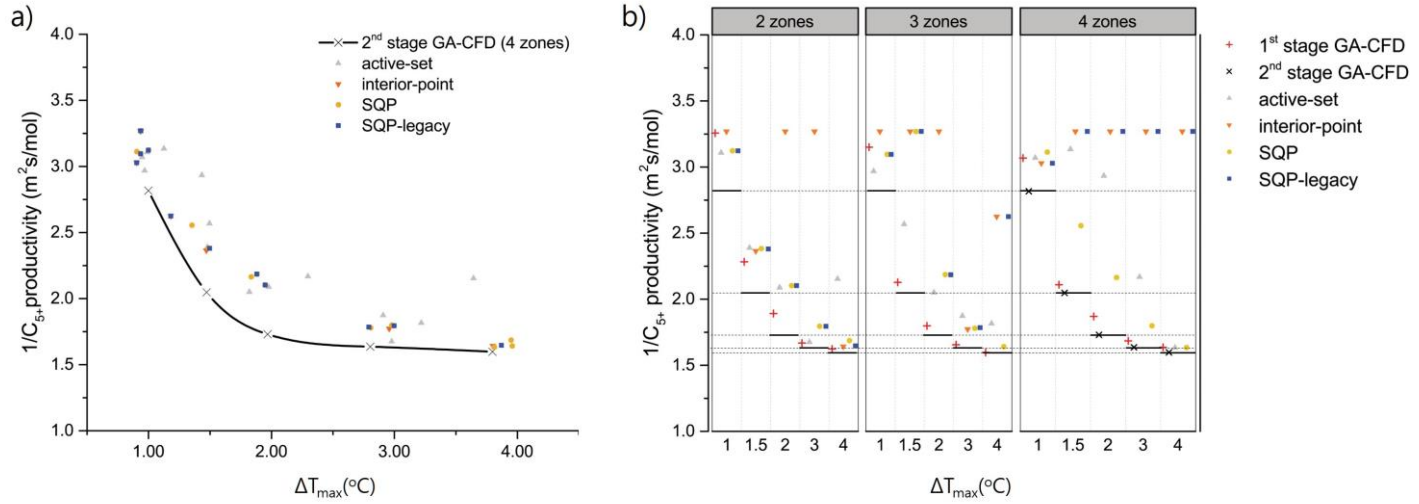 a)
1/C5+productivity (m2s/mol)
4.0
3.5
3.0
2.5
2.0
1.5
1.0
2nd stage GA-CFD (4 zones)
active-set
interior-point
SQP
SQP-legacy
1.00 2.00 3.00 4.00
ΔTmax(°C)
b)
1/C5+ productivity (m2s/mol)
2 zones 3 zones 4 zones
4.0
3.5
3.0
2.5
2.0
1.5
1.0
1 1.5 2 3 4 1 1.5 2 3 4 1 1.5 2 3 4
ΔTmax(°C)
1st stage GA-CFD
2nd stage GA-CFD
active-set
interior-point
SQP
SQP-legacy